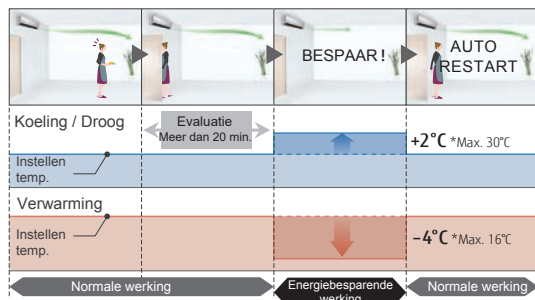 BESPAAR!
AUTO
RESTART
Koeling / Droog
Evaluatie
Meer dan 20 min.
+2°C *Max. 30°C
Instellen
temp.
Verwarming
Instellen
temp.
–4°C *Max. 16°C
Normale werking
Energiebesparende
werking
Normale werking